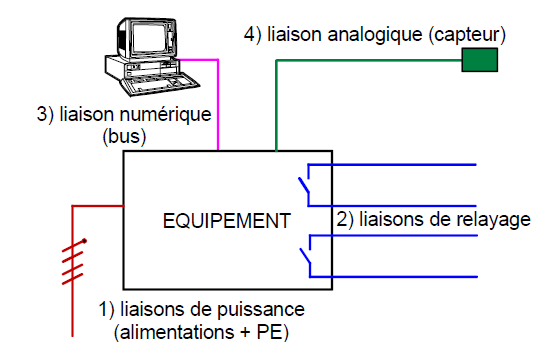 4) liaison analogique (capteur)
3) liaison numérique
(bus)
EQUIPEMENT
2) liaisons de relayage
1) liaisons de puissance
(alimentations + PE)